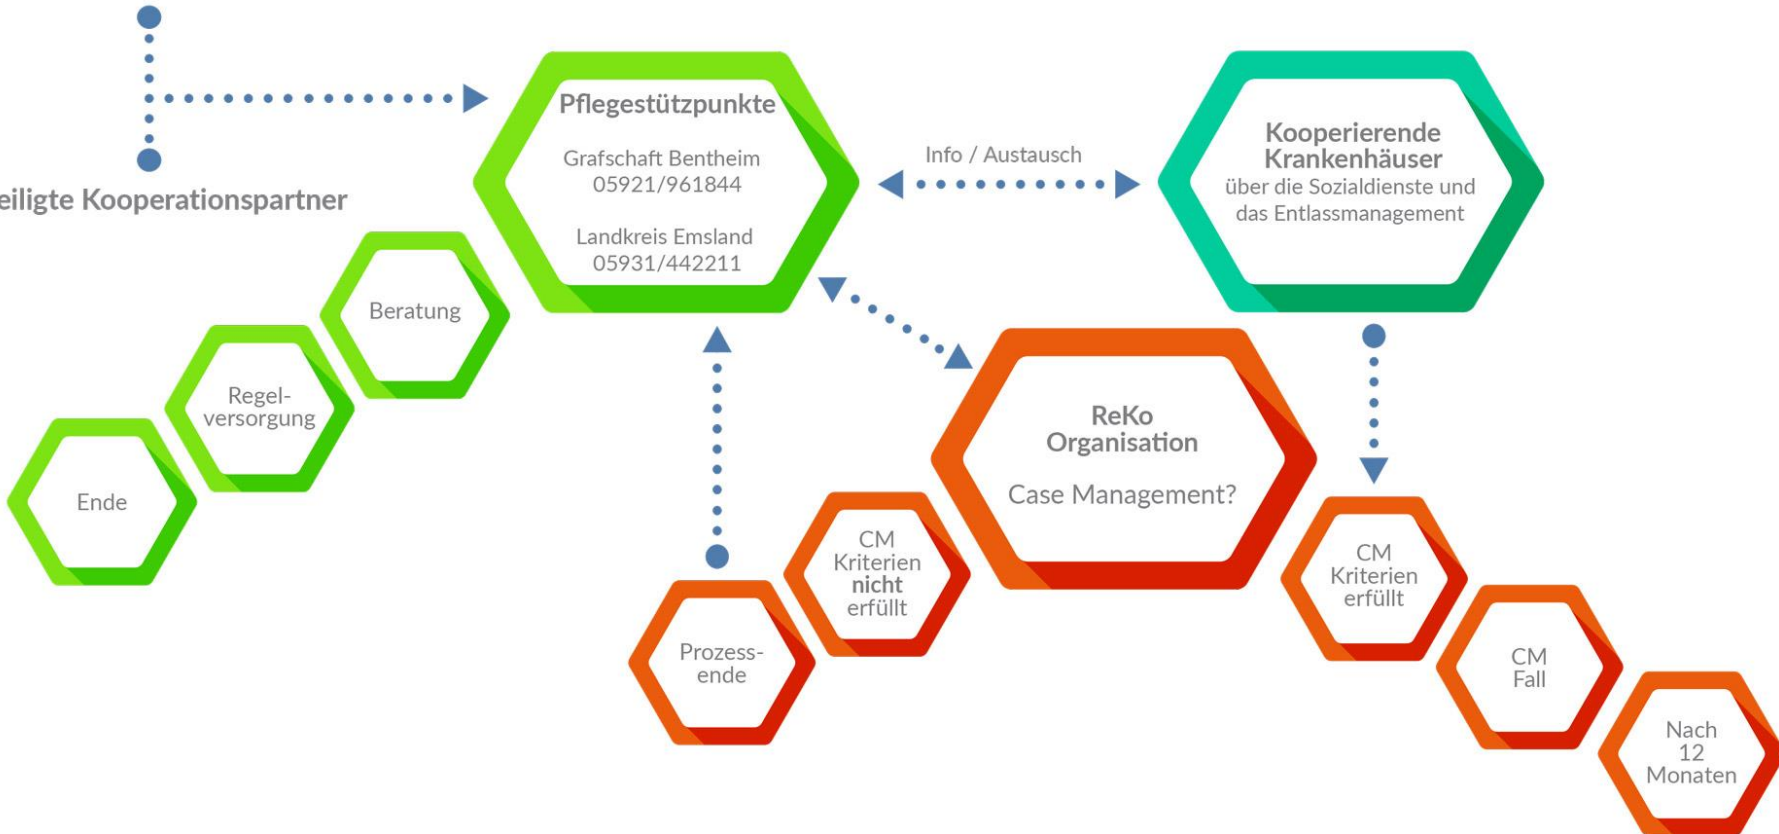 Pflegestützpunkte
Grafschaft Bentheim
05921/961844
Landkreis Emsland
05931/442211
Info / Austausch
Kooperierende
Krankenhäuser
über die Sozialdienste und
das Entlassmanagement
eiligte Kooperationspartner
Beratung
Regel-
versorgung
Ende
ReKo
Organisation
Case Management?
CM
Kriterien
nicht
erfüllt
Prozess-
ende
CM
Kriterien
erfüllt
CM
Fall
Nach
12
Monaten